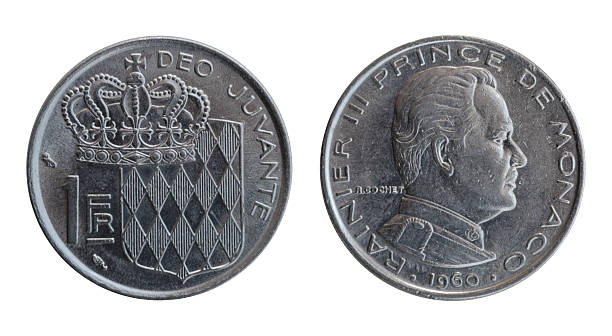 DEO JUVANTE
1 FR
RAINIER III PRINCE DE MONACO
R. COCHET
· 1960 ·